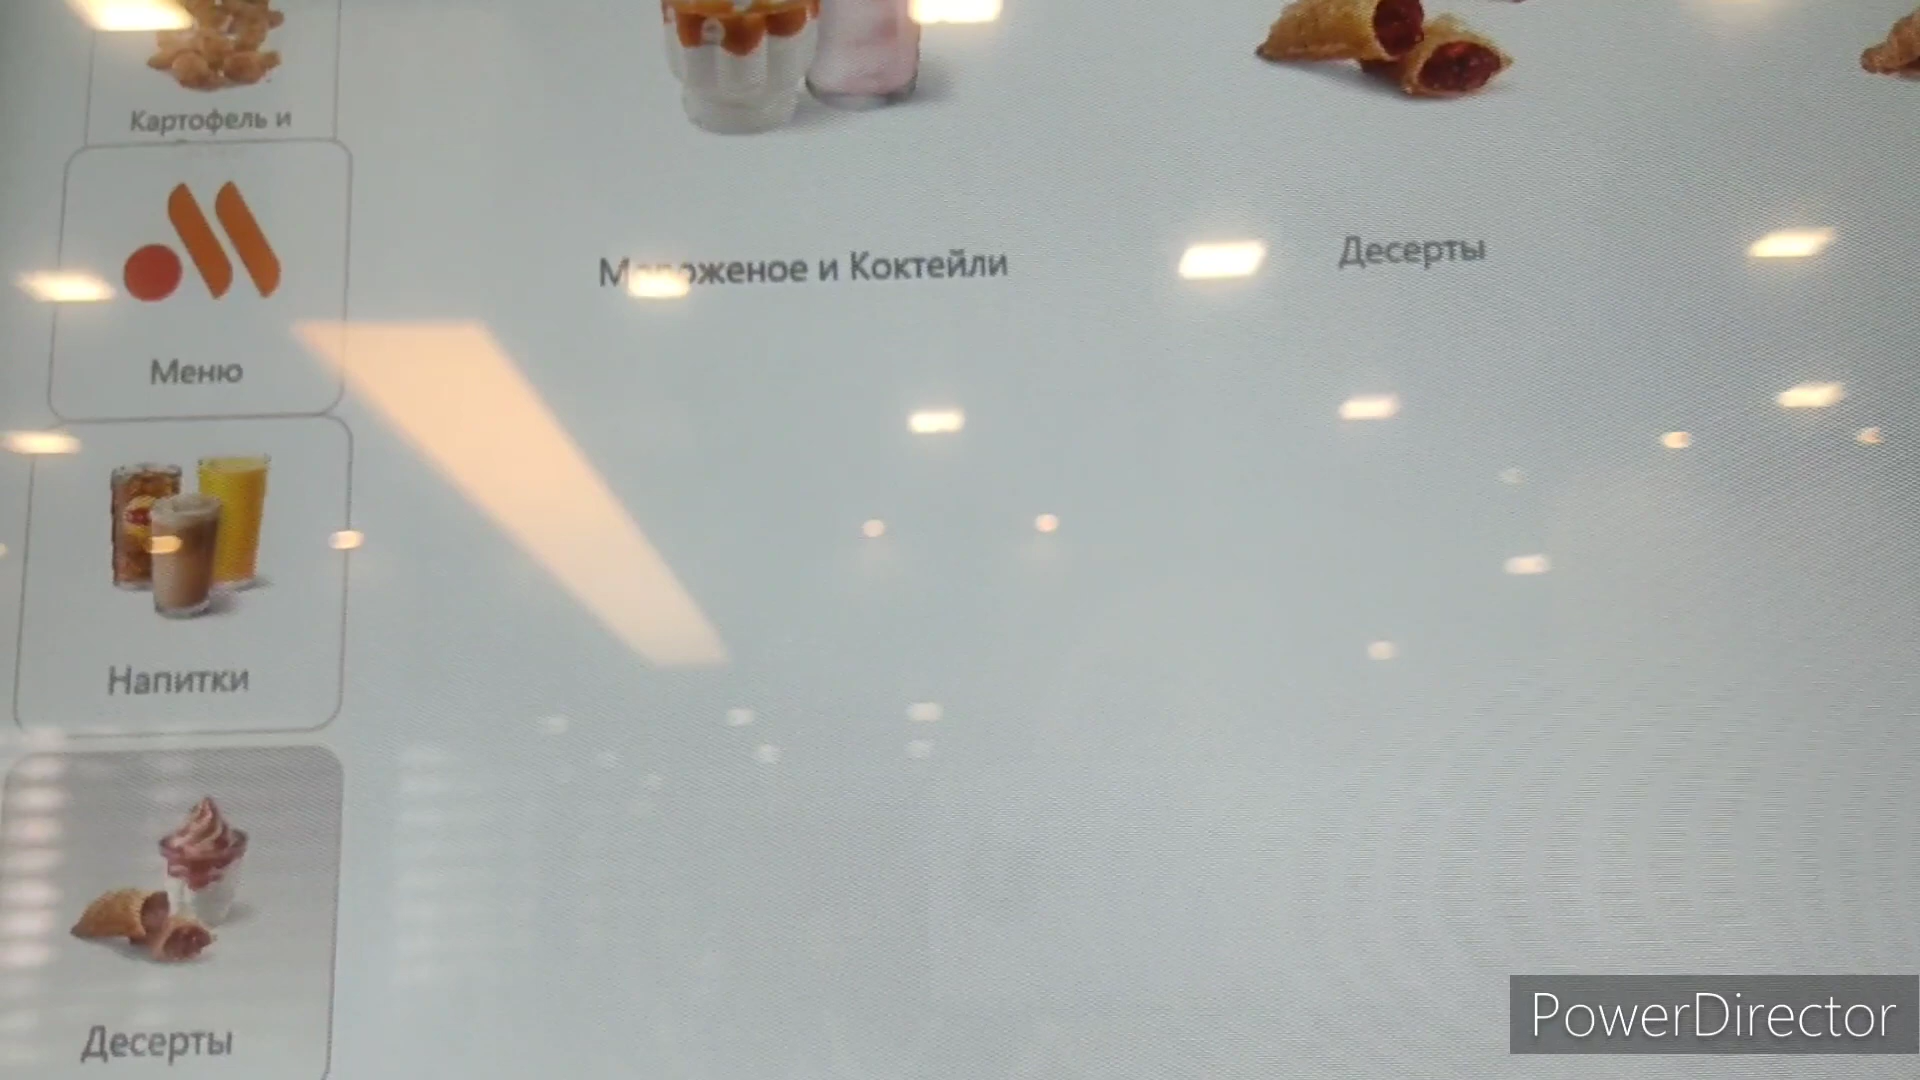 Картофель и
Меню
Напитки
Десерты
Мороженое и Коктейли
Десерты
PowerDirector